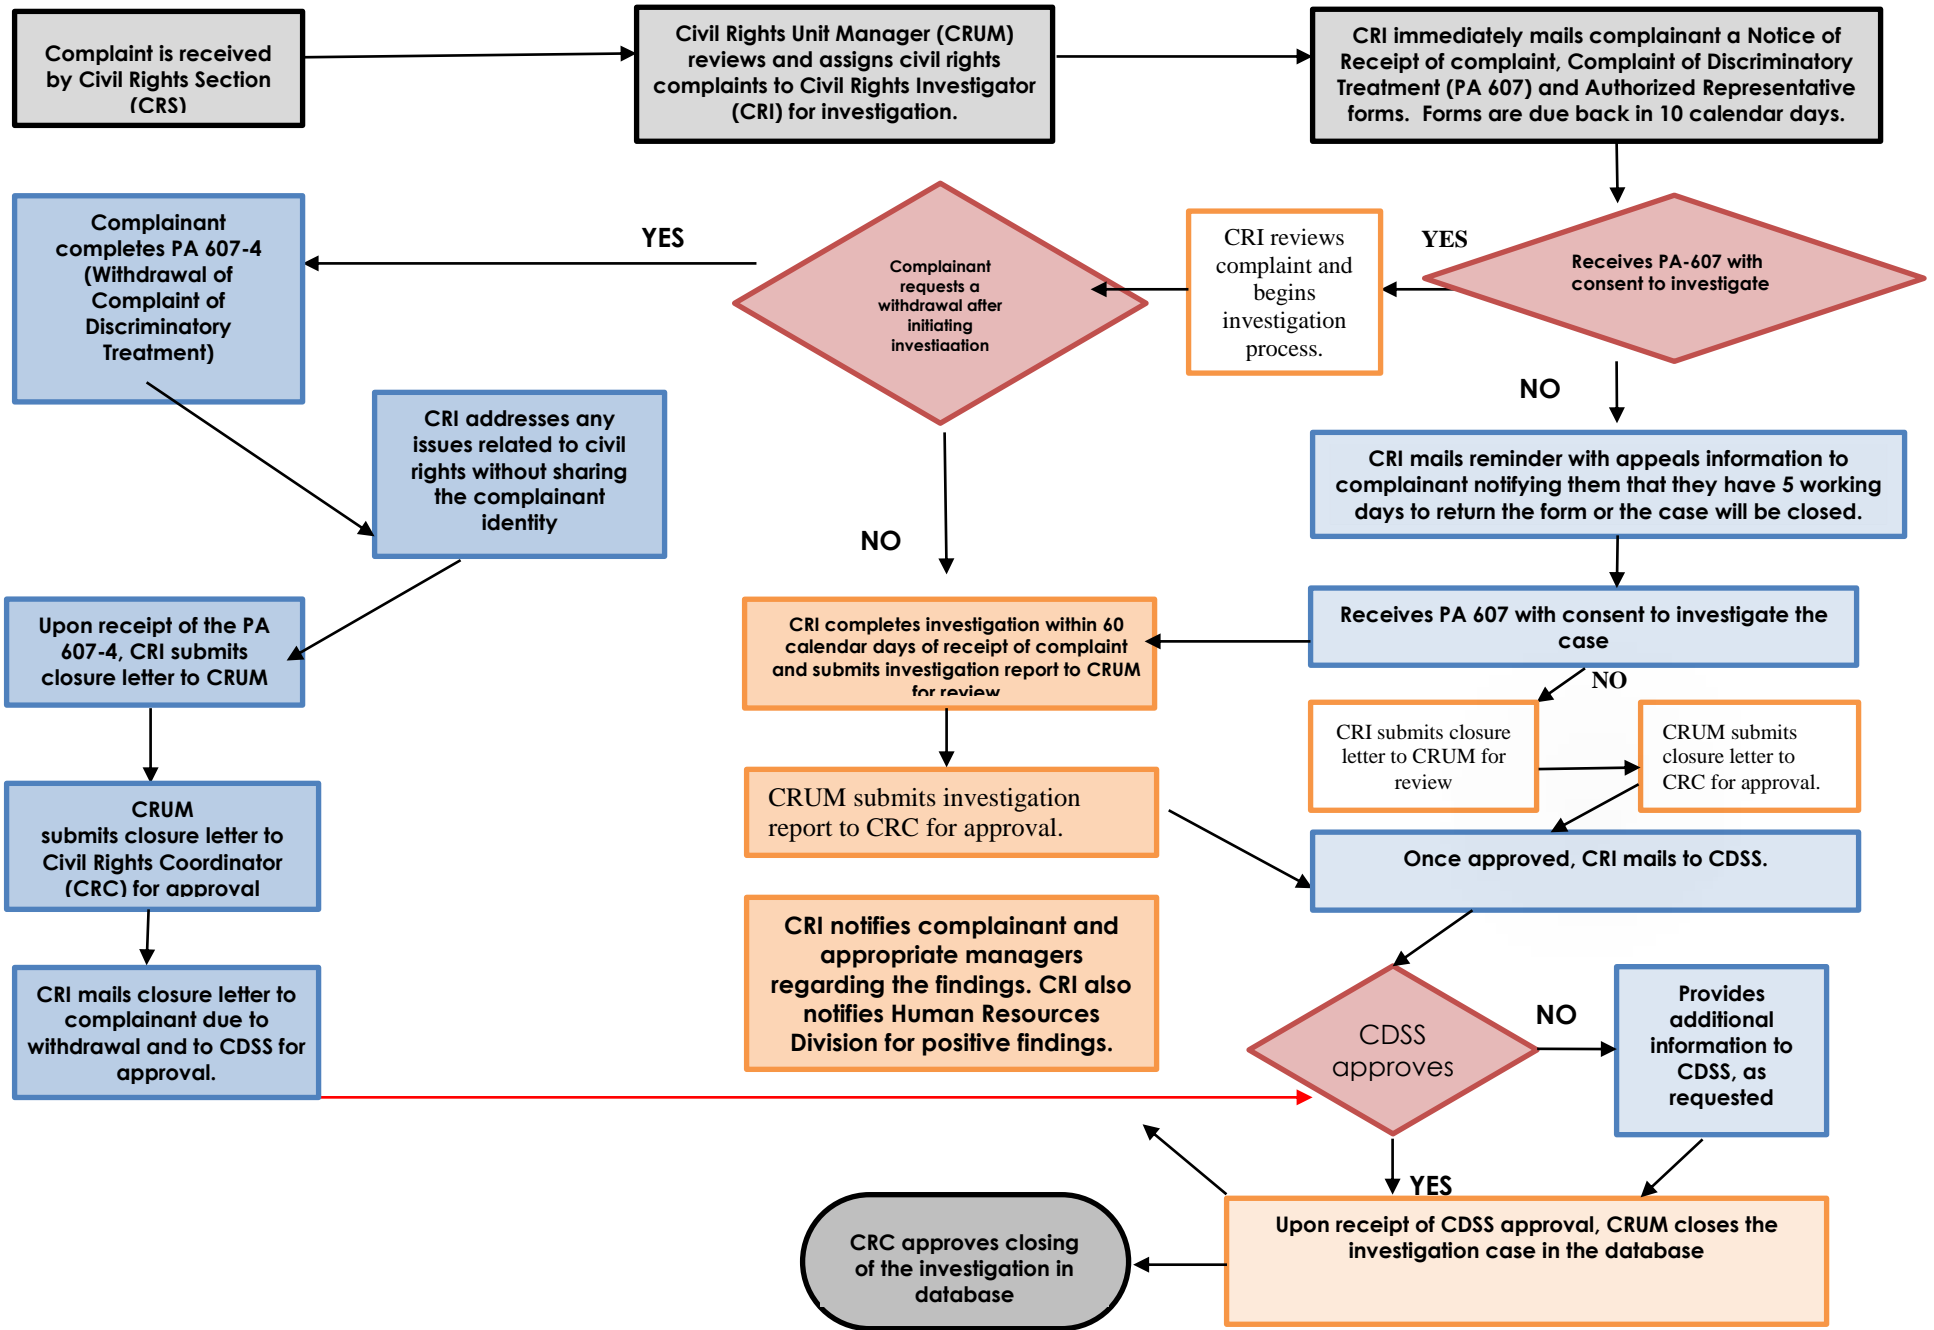 Complaint is received
by Civil Rights Section
(CRS)
Civil Rights Unit Manager (CRUM)
reviews and assigns civil rights
complaints to Civil Rights Investigator
(CRI) for investigation.
CRI immediately mails complainant a Notice of
Receipt of complaint, Complaint of Discriminatory
Treatment (PA 607) and Authorized Representative
forms.  Forms are due back in 10 calendar days.
Receives PA-607 with
consent to investigate
YES
CRI reviews
complaint and
begins
investigation
process.
Complainant
requests a
withdrawal after
initiating
investigation
YES
Complainant
completes PA 607-4
(Withdrawal of
Complaint of
Discriminatory
Treatment)
CRI addresses any
issues related to civil
rights without sharing
the complainant
identity
Upon receipt of the PA
607-4, CRI submits
closure letter to CRUM
CRUM
submits closure letter to
Civil Rights Coordinator
(CRC) for approval
CRI mails closure letter to
complainant due to
withdrawal and to CDSS for
approval.
NO
CRI completes investigation within 60
calendar days of receipt of complaint
and submits investigation report to CRUM
for review
CRUM submits investigation
report to CRC for approval.
CRI notifies complainant and
appropriate managers
regarding the findings. CRI also
notifies Human Resources
Division for positive findings.
NO
CRI mails reminder with appeals information to
complainant notifying them that they have 5 working
days to return the form or the case will be closed.
Receives PA 607 with consent to investigate the
case
NO
CRI submits closure
letter to CRUM for
review
CRUM submits
closure letter to
CRC for approval.
Once approved, CRI mails to CDSS.
CDSS
approves
NO
Provides
additional
information to
CDSS, as
requested
YES
Upon receipt of CDSS approval, CRUM closes the
investigation case in the database
CRC approves closing
of the investigation in
database